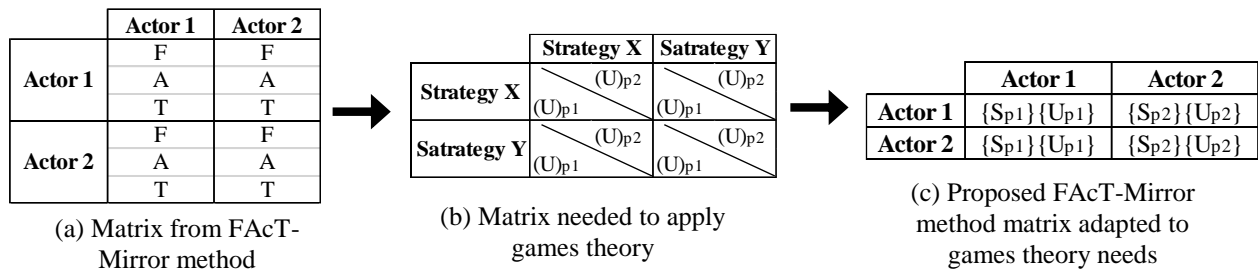 Actor 1 Actor 2
Actor 1 F F
A A
T T
Actor 2 F F
A A
T T
(a) Matrix from FAcT-
Mirror method
Strategy X Satrategy Y
Strategy X (U)p2 (U)p2
(U)p1 (U)p1
Satrategy Y (U)p2 (U)p2
(U)p1 (U)p1
(b) Matrix needed to apply
games theory
Actor 1 Actor 2
Actor 1 {Sp1}{Up1} {Sp2}{Up2}
Actor 2 {Sp1}{Up1} {Sp2}{Up2}
(c) Proposed FAcT-Mirror
method matrix adapted to
games theory needs